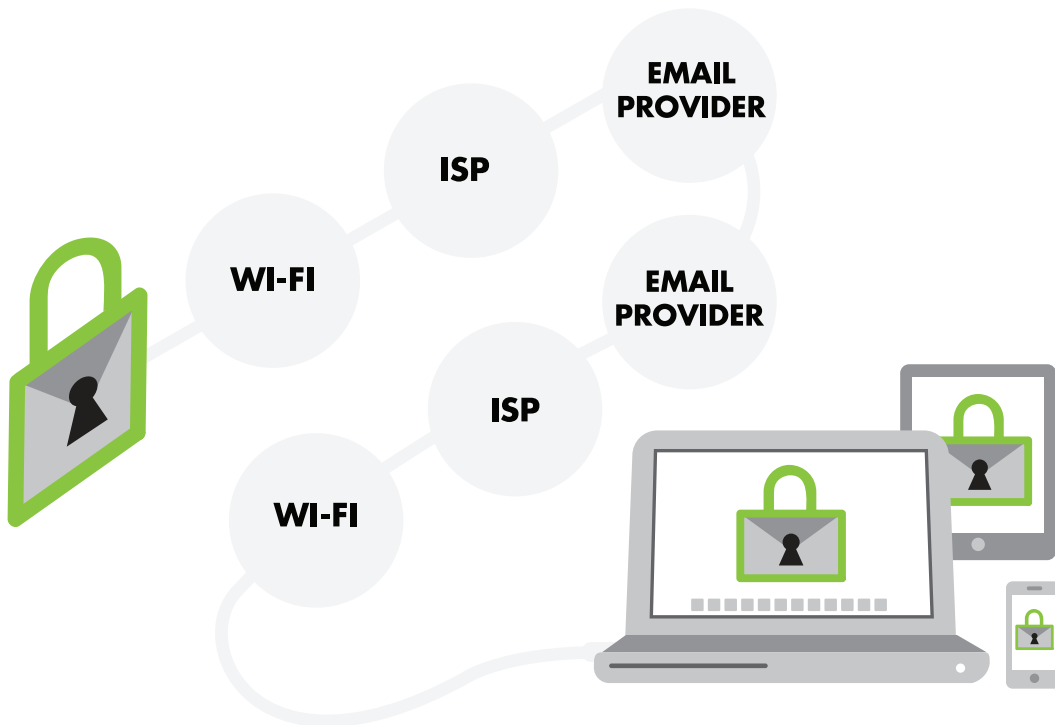 EMAIL
PROVIDER
ISP
WI-FI
EMAIL
PROVIDER
ISP
WI-FI